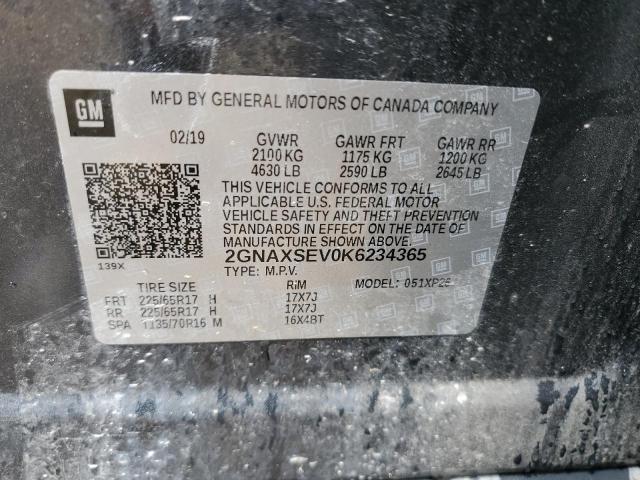 GM
MFD BY GENERAL MOTORS OF CANADA COMPANY
02/19 GVWR GAWR FRT GAWR RR
2100 KG 1175 KG 1200 KG
4630 LB 2590 LB 2645 LB
THIS VEHICLE CONFORMS TO ALL
APPLICABLE U.S. FEDERAL MOTOR
VEHICLE SAFETY AND THEFT PREVENTION
STANDARDS IN EFFECT ON THE DATE OF
MANUFACTURE SHOWN ABOVE.
139X 2GNAXSEV0K6234365
TYPE: M.P.V. MODEL: 051XP26
TIRE SIZE RiM
FRT 225/65R17 H 17X7J
RR 225/65R17 H 17X7J
SPA T135/70R16 M 16X4BT